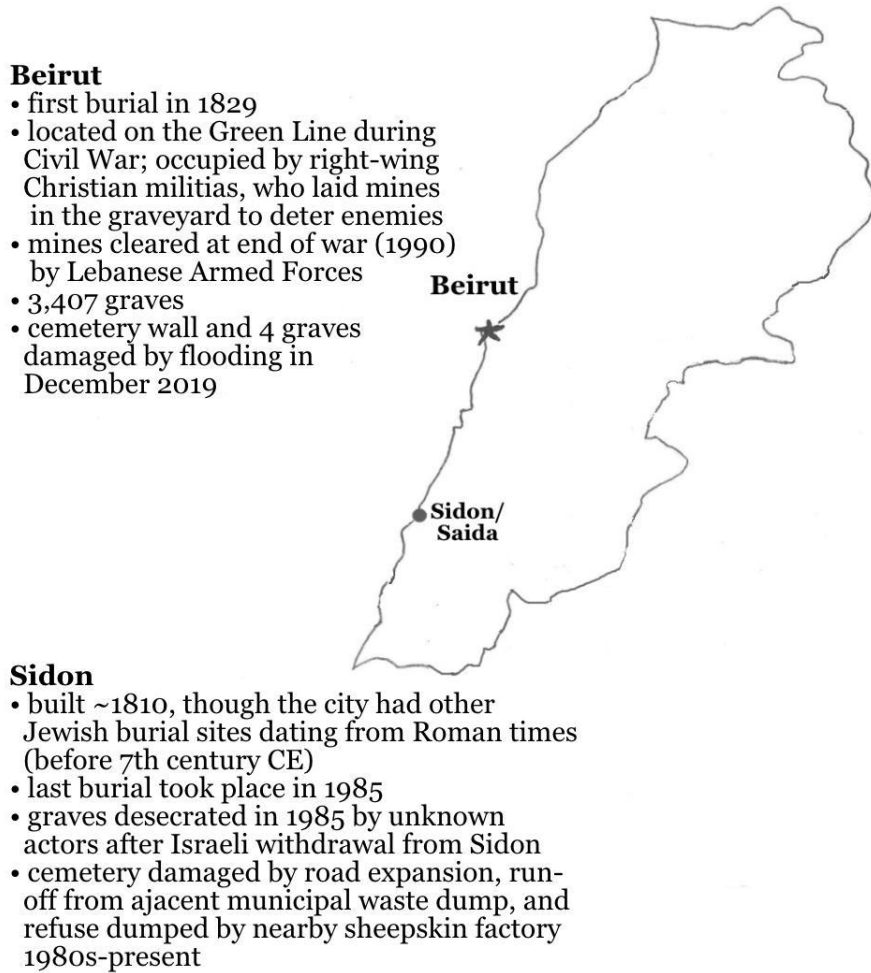 Beirut
• first burial in 1829
• located on the Green Line during
Civil War; occupied by right-wing
Christian militias, who laid mines
in the graveyard to deter enemies
• mines cleared at end of war (1990)
by Lebanese Armed Forces
• 3,407 graves
• cemetery wall and 4 graves
damaged by flooding in
December 2019
Beirut
Sidon/
Saida
Sidon
• built ~1810, though the city had other
Jewish burial sites dating from Roman times
(before 7th century CE)
• last burial took place in 1985
• graves desecrated in 1985 by unknown
actors after Israeli withdrawal from Sidon
• cemetery damaged by road expansion, run-
off from ajacent municipal waste dump, and
refuse dumped by nearby sheepskin factory
1980s-present